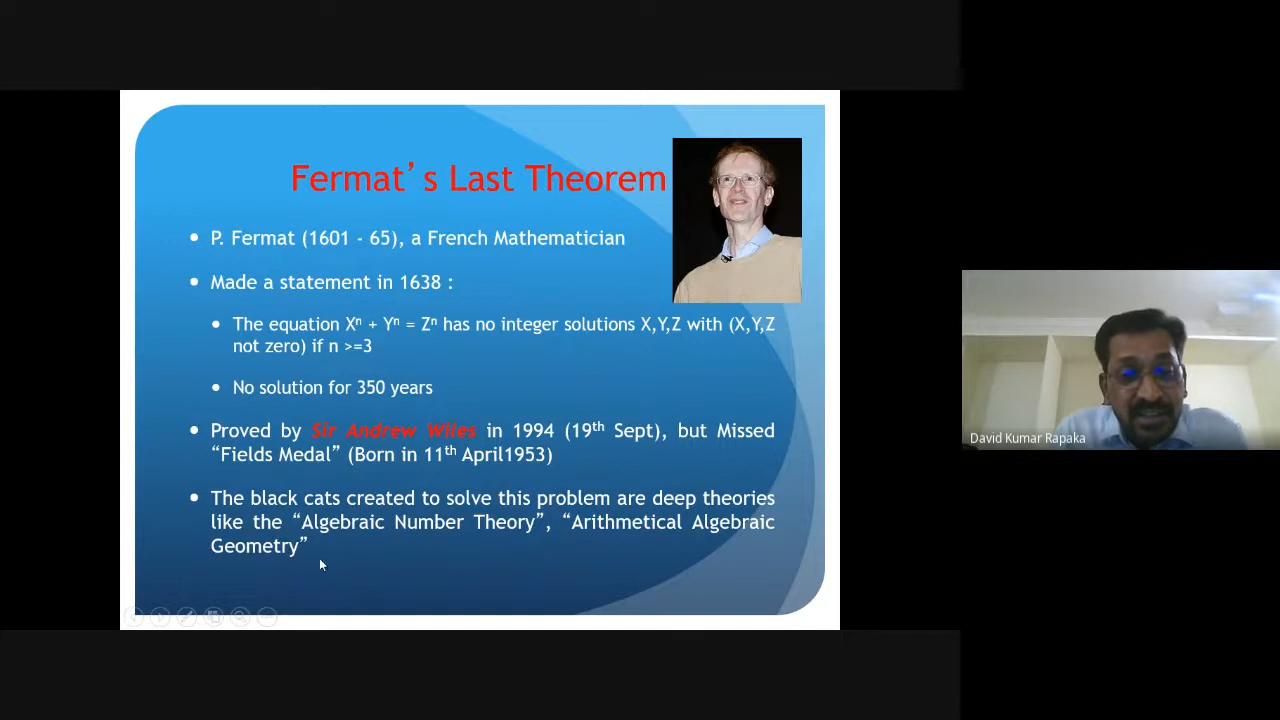 Fermat’s Last Theorem
P. Fermat (1601 - 65), a French Mathematician
Made a statement in 1638 :
The equation Xⁿ + Yⁿ = Zⁿ has no integer solutions X,Y,Z with (X,Y,Z
not zero) if n >=3
No solution for 350 years
Proved by Sir Andrew Wiles in 1994 (19th Sept), but Missed
“Fields Medal” (Born in 11th April1953)
The black cats created to solve this problem are deep theories
like the “Algebraic Number Theory”, “Arithmetical Algebraic
Geometry”
David Kumar Rapaka